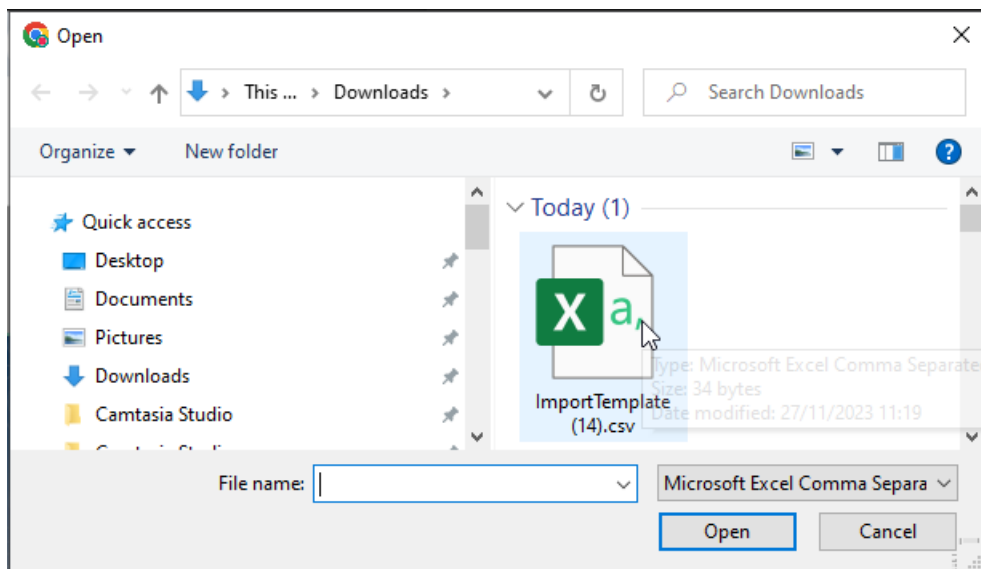 Open
This ... > Downloads >
Search Downloads
Organize
New folder
Quick access
Desktop
Documents
Pictures
Downloads
Camtasia Studio
Today (1)
X a,
ImportTemplate
(14).csv
Type: Microsoft Excel Comma Separate
Size: 34 bytes
Date modified: 27/11/2023 11:19
File name:
Microsoft Excel Comma Separa
Open
Cancel